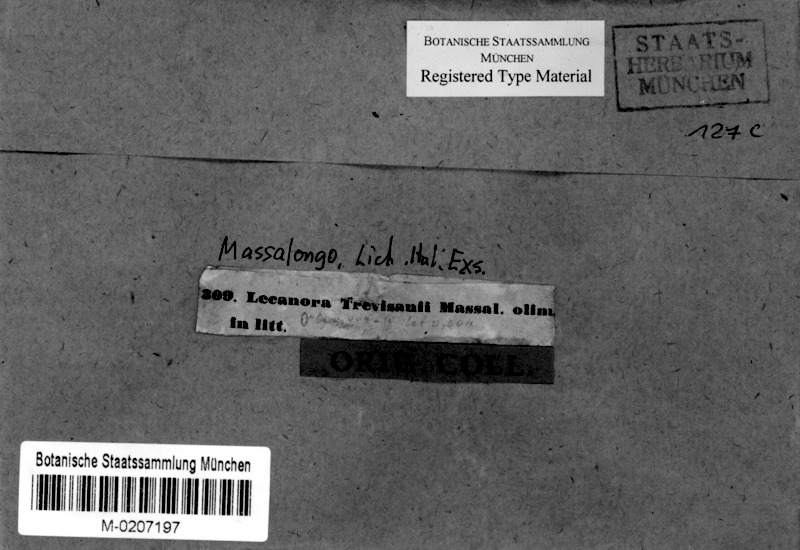 BOTANISCHE STAATSSAMMLUNG
MÜNCHEN
Registered Type Material
STAATS-
HERBARIUM
MÜNCHEN
127 c
Massalongo, Lich. Ital. Exs.
309. Lecanora Trevisanii Massal. olim
in litt.
ORIG. COLL.
Botanische Staatssammlung München
M-0207197